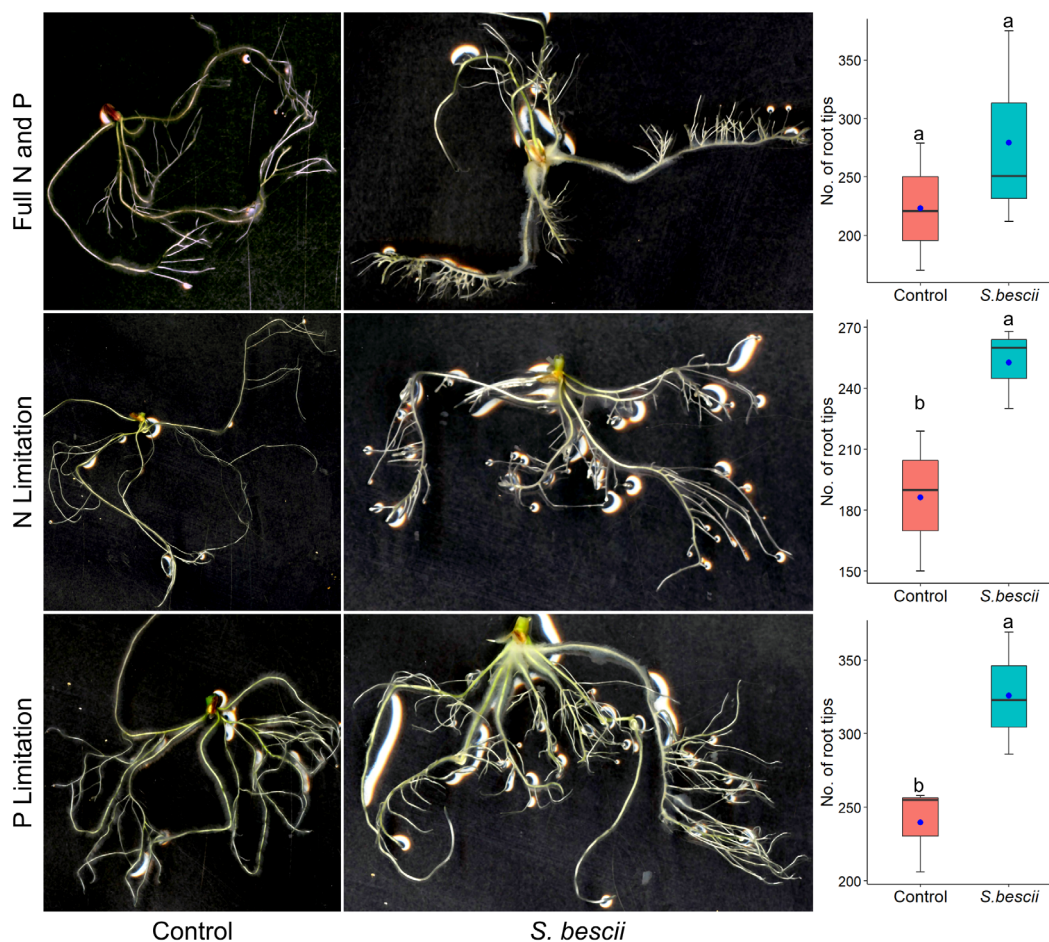 Full N and P
No. of root tips
350
300
250
200
a
a
Control
S.bescii
N Limitation
No. of root tips
270
240
210
180
150
b
a
Control
S.bescii
P Limitation
No. of root tips
350
300
250
200
b
a
Control
S.bescii
Control
S. bescii